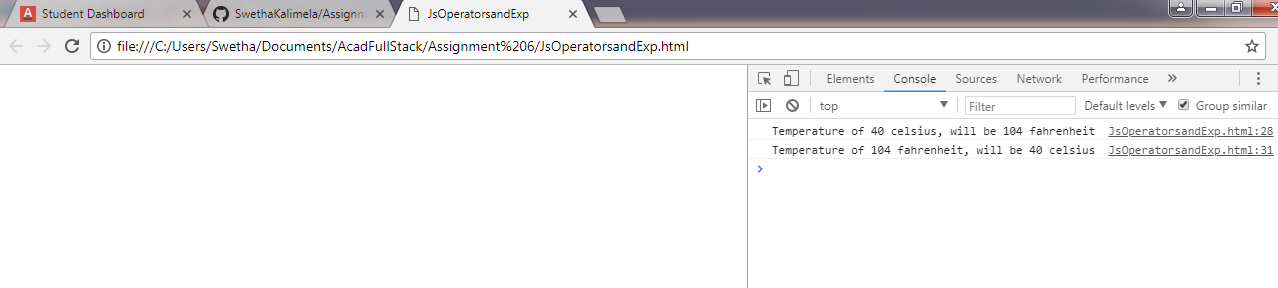 Student Dashboard
SwethaKalimela/Assignm
JsOperatorsandExp
file:///C:/Users/Swetha/Documents/AcadFullStack/Assignment%206/JsOperatorsandExp.html
Elements Console Sources Network Performance »
top Filter Default levels Group similar
Temperature of 40 celsius, will be 104 fahrenheit JsOperatorsandExp.html:28
Temperature of 104 fahrenheit, will be 40 celsius JsOperatorsandExp.html:31